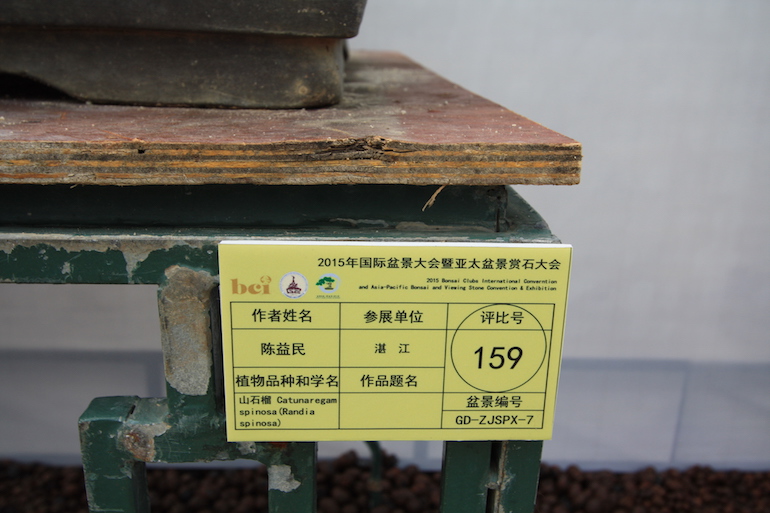 2015年国际盆景大会暨亚太盆景赏石大会
bci
2015 Bonsai Clubs International Converntion
and Asia-Pacific Bonsai and Viewing Stone Convention & Exhibition
作者姓名 参展单位 评比号
陈益民 湛江 159
植物品种和学名 作品题名
山石榴 Catunaregam
spinosa(Randia
spinosa)
盆景编号
GD-ZJSPX-7